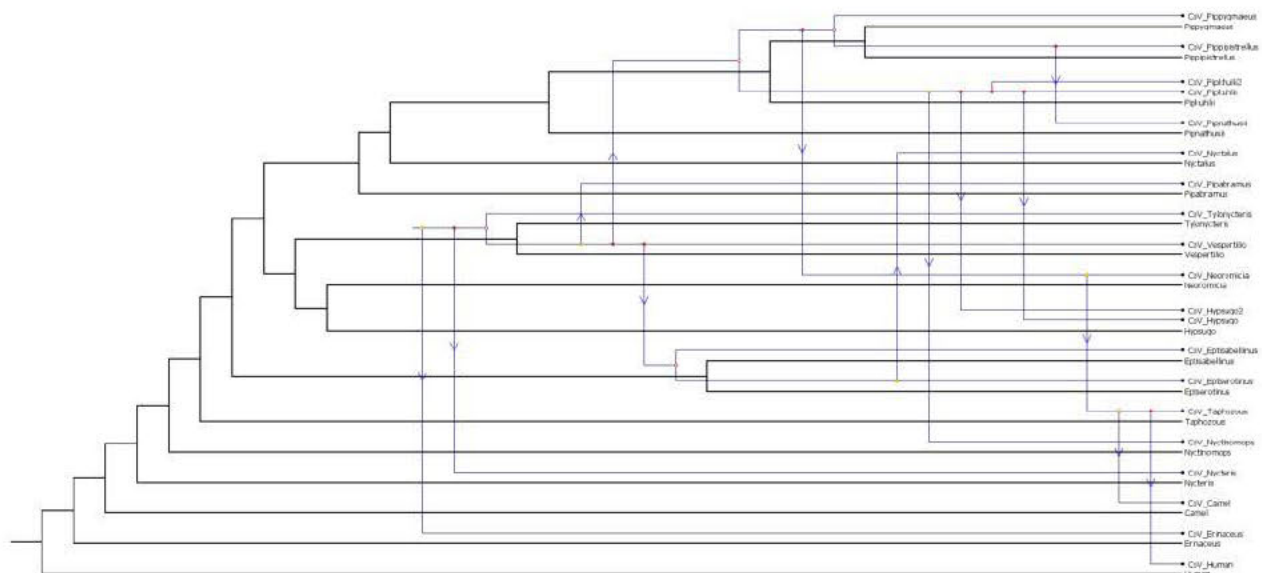 CoV_Pippygmaeus
Pippygmaeus
CoV_Pippipistrellus
Pippipistrellus
CoV_Pipkuhlii2
CoV_Pipkuhlii
Pipkuhlii
CoV_Pipnathusii
Pipnathusii
CoV_Nyctalus
Nyctalus
CoV_Pipabramus
Pipabramus
CoV_Tylonycteris
Tylonycteris
CoV_Vespertilio
Vespertilio
CoV_Neoromicia
Neoromicia
CoV_Hypsugo2
CoV_Hypsugo
Hypsugo
CoV_Eptisabellinus
Eptisabellinus
CoV_Eptserotinus
Eptserotinus
CoV_Taphozous
Taphozous
CoV_Nyctinomops
Nyctinomops
CoV_Nycteris
Nycteris
CoV_Camel
Camel
CoV_Erinaceus
Erinaceus
CoV_Human